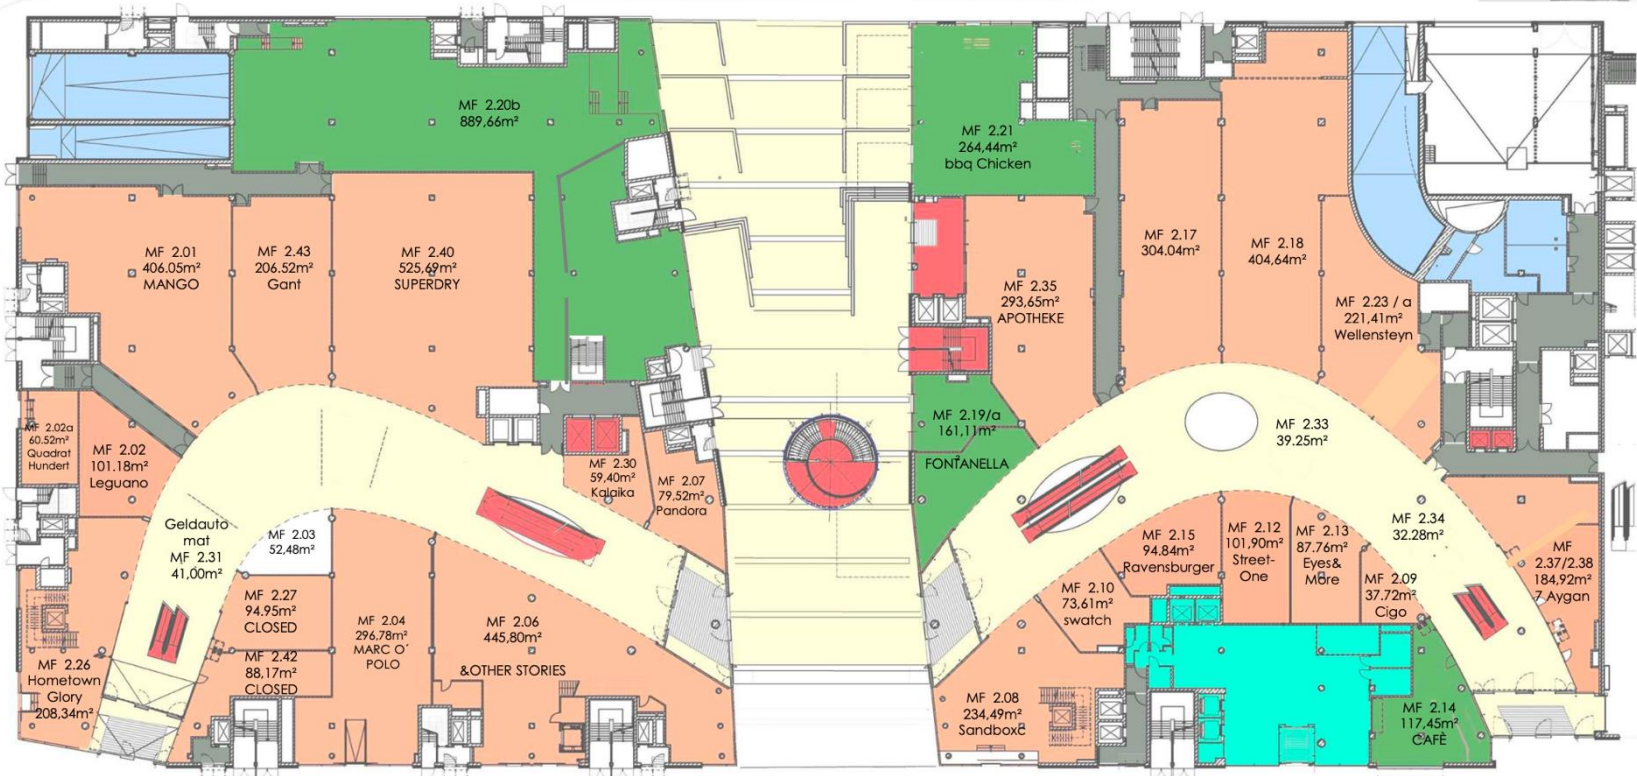 MF 2.20b
889,66m²
MF 2.21
264,44m²
bbq Chicken
MF 2.01
406.05m²
MANGO
MF 2.43
206.52m²
Gant
MF 2.40
525,69m²
SUPERDRY
MF 2.35
293,65m²
APOTHEKE
MF 2.17
304.04m²
MF 2.18
404,64m²
MF 2.23 / a
221,41m²
Wellensteyn
MF 2.02a
60.52m²
Quadrat
Hundert
MF 2.02
101.18m²
Leguano
MF 2.30
59,40m²
Kalaika
MF 2.07
79.52m²
Pandora
MF 2.19/a
161,11m²
FONTANELLA
MF 2.33
39.25m²
Geldauto
mat
MF 2.31
41,00m²
MF 2.03
52,48m²
MF 2.27
94.95m²
CLOSED
MF 2.42
88,17m²
CLOSED
MF 2.04
296,78m²
MARC O´
POLO
MF 2.06
445,80m²
&OTHER STORIES
MF 2.26
Hometown
Glory
208,34m²
MF 2.15
94.84m²
Ravensburger
MF 2.12
101,90m²
Street-
One
MF 2.13
87.76m²
Eyes&
More
MF 2.34
32.28m²
MF 2.10
73,61m²
swatch
MF 2.09
37.72m²
Cigo
MF
2.37/2.38
184,92m²
7 Aygan
MF 2.08
234,49m²
Sandboxc
MF 2.14
117,45m²
CAFÈ